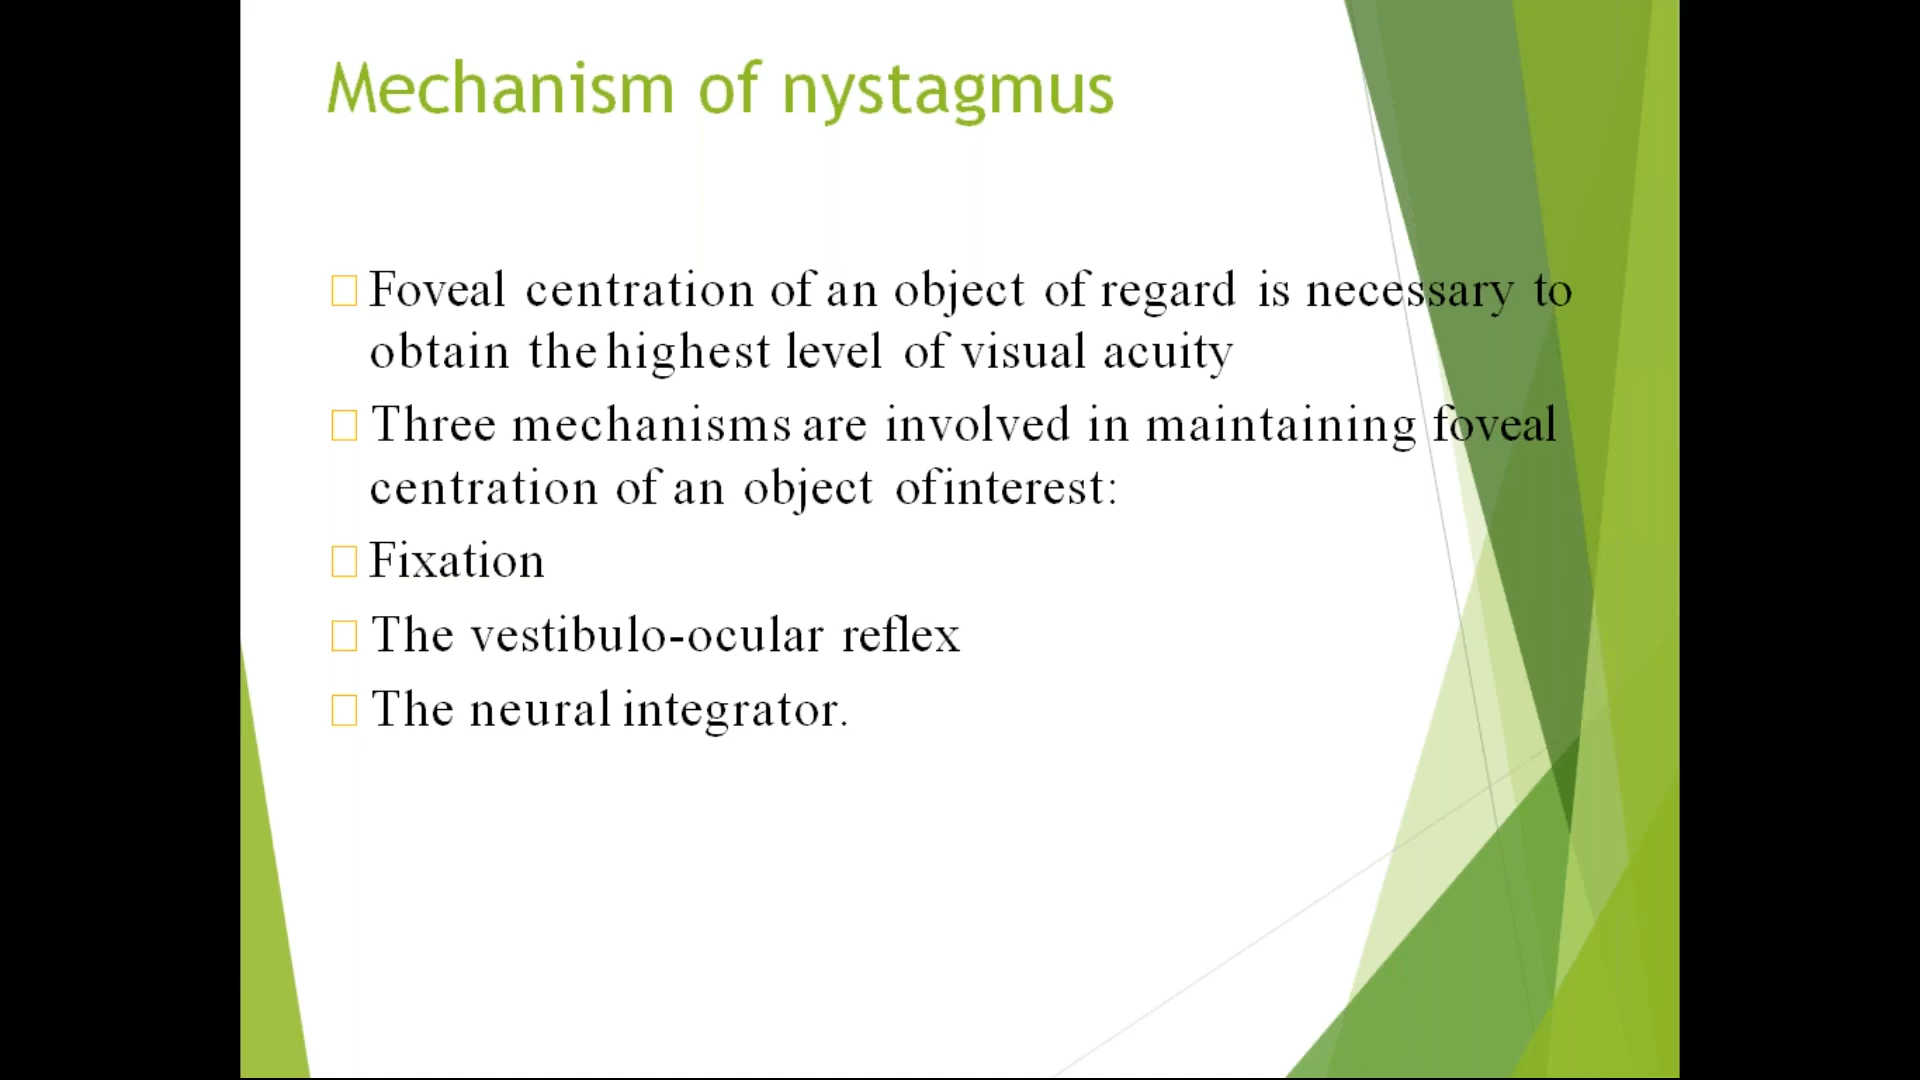 Mechanism of nystagmus
Foveal centration of an object of regard is necessary to
obtain the highest level of visual acuity
Three mechanisms are involved in maintaining foveal
centration of an object of interest:
Fixation
The vestibulo-ocular reflex
The neural integrator.